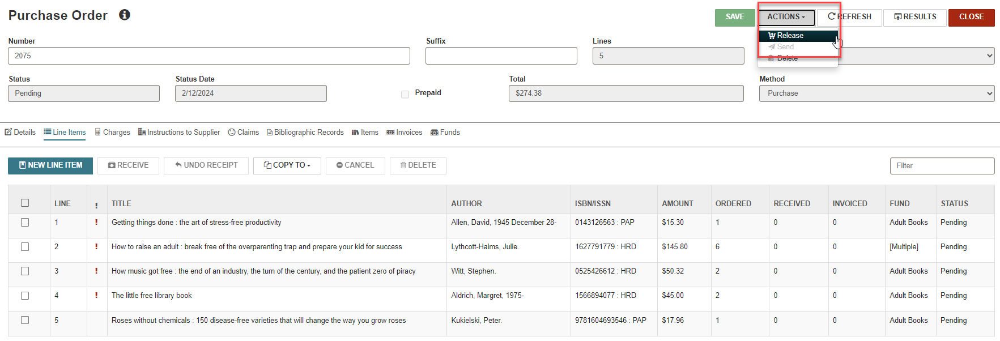 Purchase Order
SAVE ACTIONS REFRESH RESULTS CLOSE
Release
Send
Delete
Number Suffix Lines
2075 5
Status Status Date Prepaid Total Method
Pending 2/12/2024 $274.38 Purchase
Details Line Items Charges Instructions to Supplier Claims Bibliographic Records Items Invoices Funds
NEW LINE ITEM RECEIVE UNDO RECEIPT COPY TO CANCEL DELETE Filter
LINE ! TITLE AUTHOR ISBN/ISSN AMOUNT ORDERED RECEIVED INVOICED FUND STATUS
1 ! Getting things done : the art of stress-free productivity Allen, David, 1945 December 28- 0143126563 : PAP $15.30 1 0 0 Adult Books Pending
2 ! How to raise an adult : break free of the overparenting trap and prepare your kid for success Lythcott-Haims, Julie. 1627791779 : HRD $145.80 6 0 0 [Multiple] Pending
3 ! How music got free : the end of an industry, the turn of the century, and the patient zero of piracy Witt, Stephen. 0525426612 : HRD $50.32 2 0 0 Adult Books Pending
4 ! The little free library book Aldrich, Margret, 1975- 1566894077 : HRD $45.00 2 0 0 Adult Books Pending
5 Roses without chemicals : 150 disease-free varieties that will change the way you grow roses Kukielski, Peter. 9781604693546 : PAP $17.96 1 0 0 Adult Books Pending